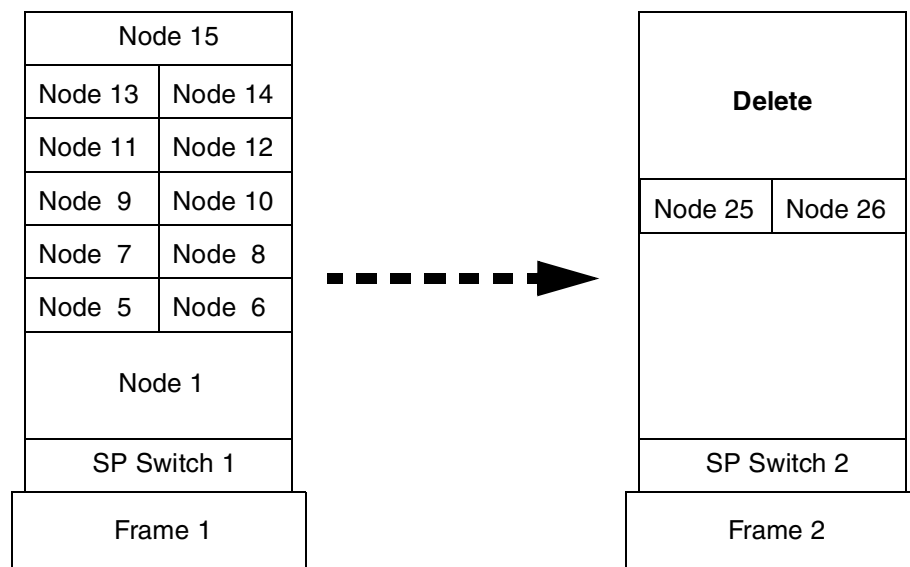 Node 15
Node 13 Node 14
Node 11 Node 12
Node 9 Node 10
Node 7 Node 8
Node 5 Node 6
Node 1
SP Switch 1
Frame 1
Delete
Node 25 Node 26
SP Switch 2
Frame 2